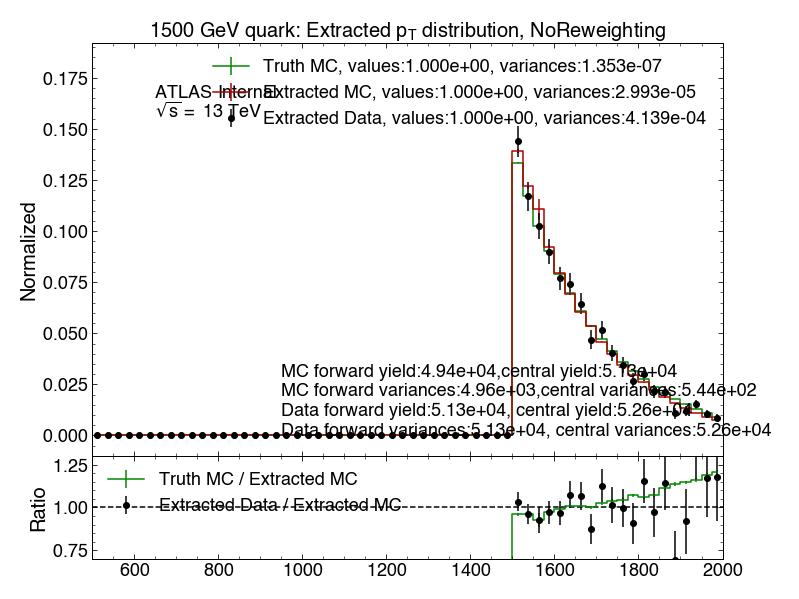 1500 GeV quark: Extracted pT distribution, NoReweighting
Truth MC, values:1.000e+00, variances:1.353e-07
ATLAS Internal
Extracted MC, values:1.000e+00, variances:2.993e-05
√s = 13 TeV
Extracted Data, values:1.000e+00, variances:4.139e-04
Normalized
0.175
0.150
0.125
0.100
0.075
0.050
0.025
0.000
MC forward yield:4.94e+04,central yield:5.13e+04
MC forward variances:4.96e+03,central variances:5.44e+02
Data forward yield:5.13e+04, central yield:5.26e+04
Data forward variances:5.13e+04, central variances:5.26e+04
Ratio
1.25
1.00
0.75
Truth MC / Extracted MC
Extracted Data / Extracted MC
600 800 1000 1200 1400 1600 1800 2000